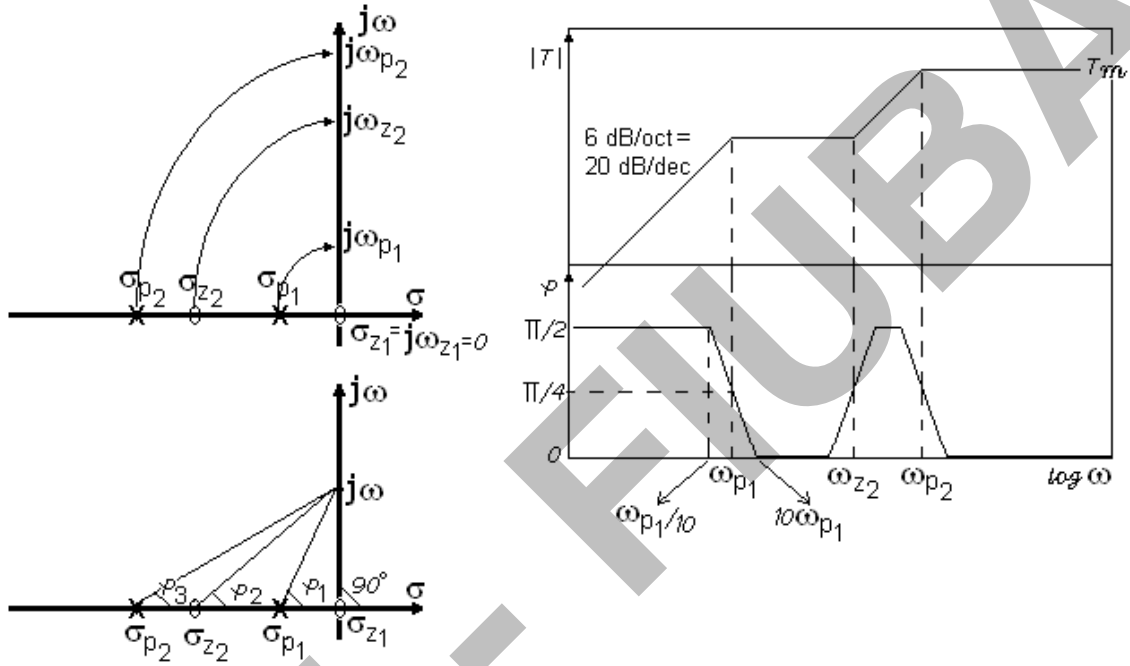 jω
jωp2
jωz2
jωp1
σp2
σz2
σp1
σ
σz1=jωz1=0
jω
jω
φ3
φ2
φ1
90°
σ
σp2
σz2
σp1
σz1
|T|
Tm
6 dB/oct=
20 dB/dec
φ
π/2
π/4
0
ωp1
ωz2
ωp2
log ω
ωp1/10
10ωp1
FIUBA